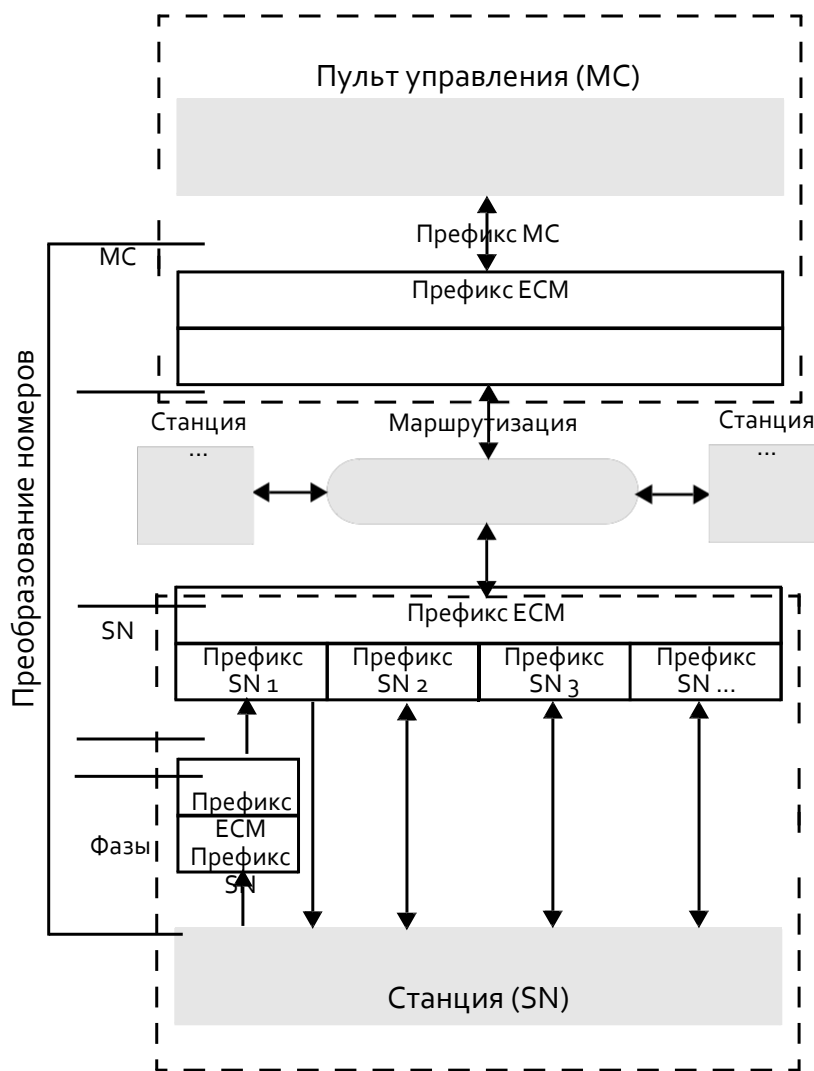 Пульт управления (MC)
Префикс MC
MC
Префикс ECM
Преобразование номеров
Станция
...
Маршрутизация
Станция
...
SN
Префикс ECM
Префикс
SN 1
Префикс
SN 2
Префикс
SN 3
Префикс
SN ...
Фазы
Префикс
ECM
Префикс
SN
Станция (SN)